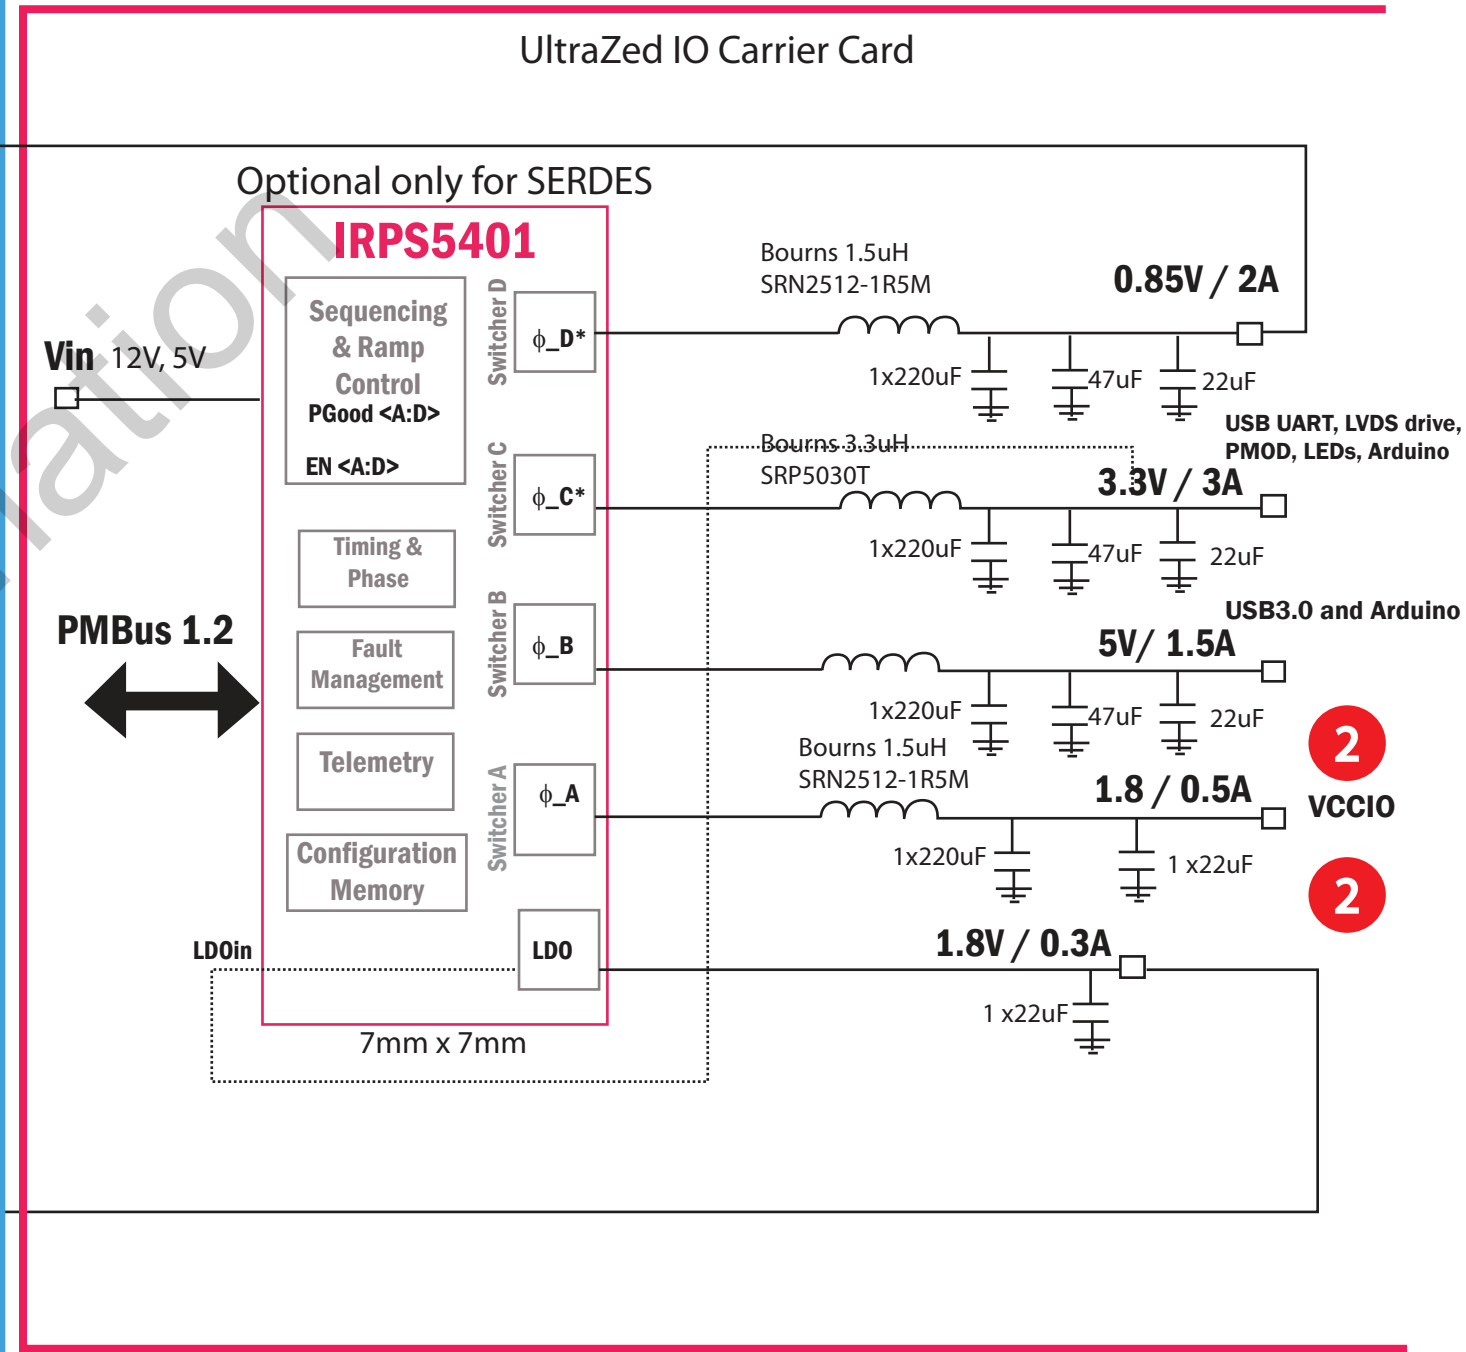 UltraZed IO Carrier Card
Optional only for SERDES
IRPS5401
Sequencing
& Ramp
Control
PGood <A:D>
EN <A:D>
Timing &
Phase
Fault
Management
Telemetry
Configuration
Memory
Vin 12V, 5V
PMBus 1.2
LDOin
7mm x 7mm
Switcher D
ϕ_D*
Switcher C
ϕ_C*
Switcher B
ϕ_B
Switcher A
ϕ_A
LDO
Bourns 1.5uH
SRN2512-1R5M
0.85V / 2A
1x220uF
47uF
22uF
USB UART, LVDS drive,
PMOD, LEDs, Arduino
Bourns 3.3uH
SRP5030T
3.3V / 3A
1x220uF
47uF
22uF
USB3.0 and Arduino
5V/ 1.5A
1x220uF
47uF
22uF
2
Bourns 1.5uH
SRN2512-1R5M
1.8 / 0.5A
VCCIO
1x220uF
1 x22uF
2
1.8V / 0.3A
1 x22uF